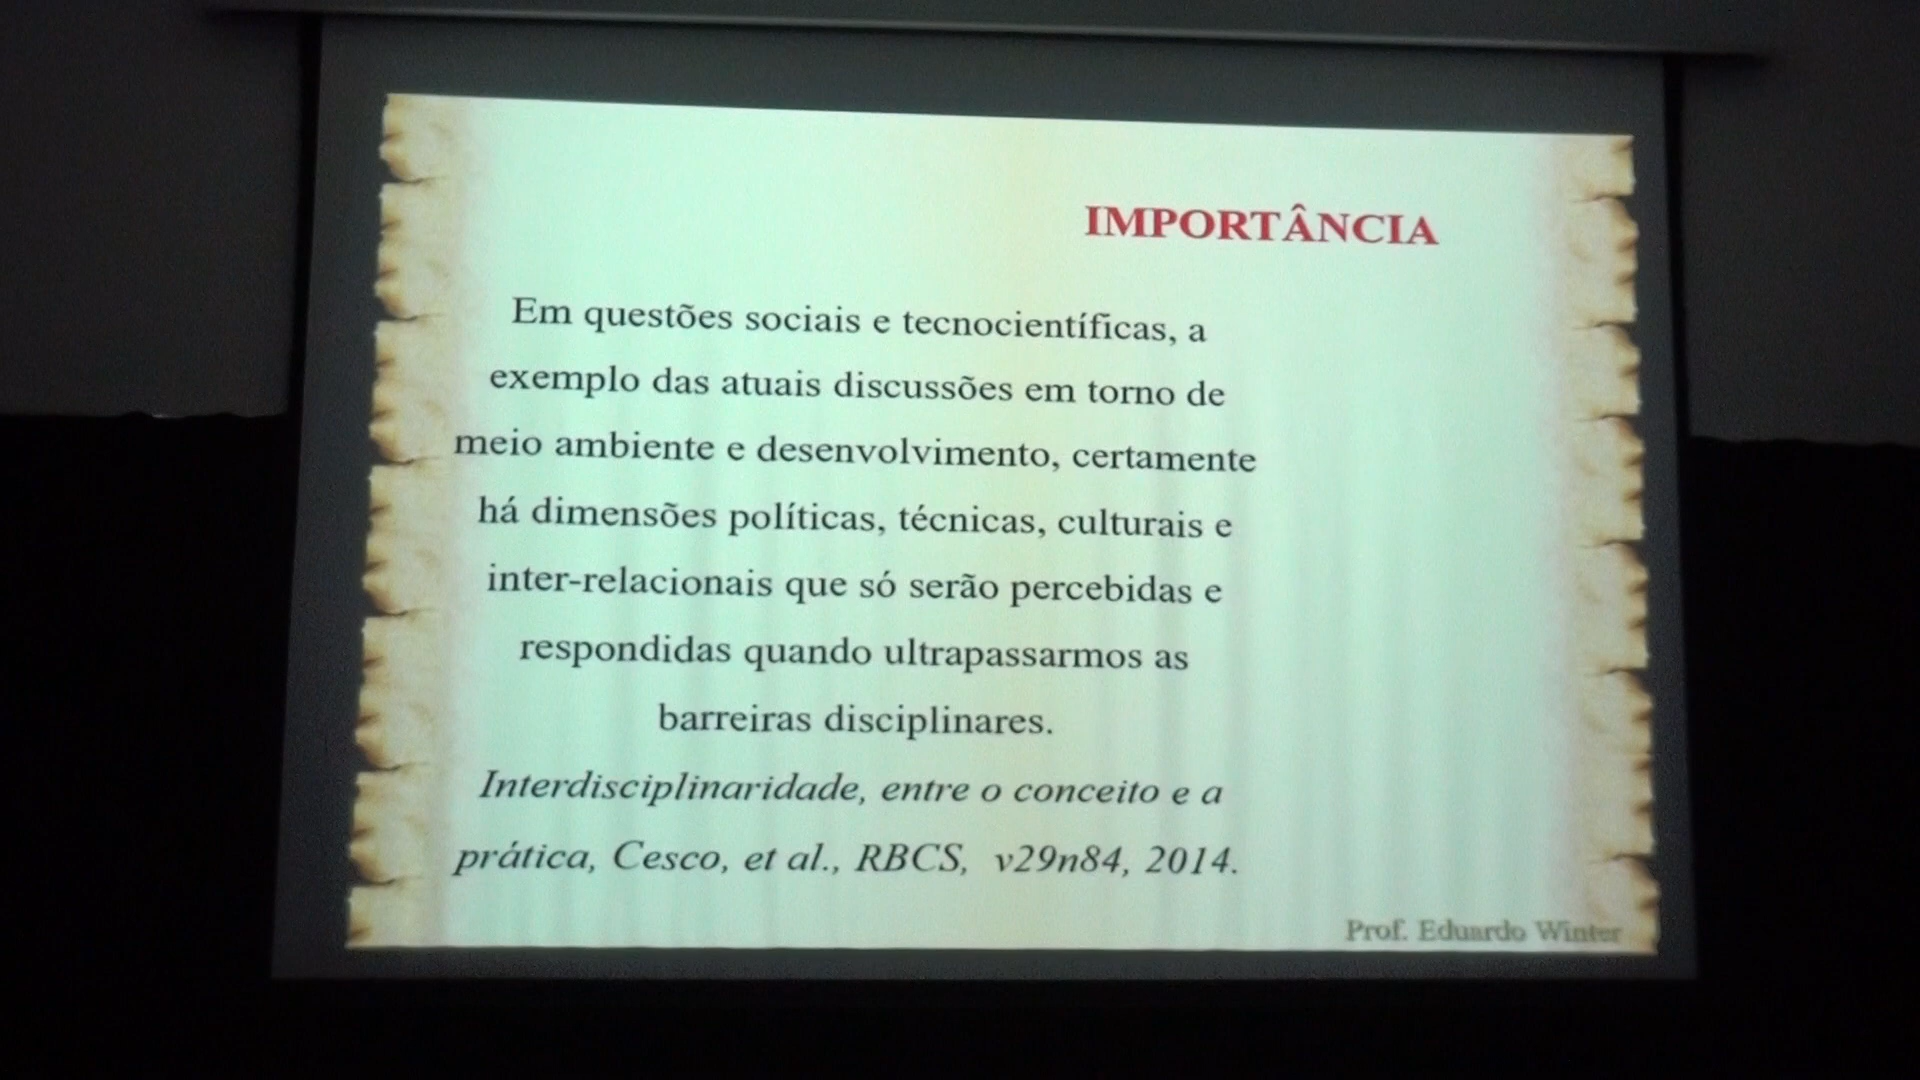 IMPORTÂNCIA
Em questões sociais e tecnocientíficas, a
exemplo das atuais discussões em torno de
meio ambiente e desenvolvimento, certamente
há dimensões políticas, técnicas, culturais e
inter-relacionais que só serão percebidas e
respondidas quando ultrapassarmos as
barreiras disciplinares.
Interdisciplinaridade, entre o conceito e a
prática, Cesco, et al., RBCS, v29n84, 2014.
Prof. Eduardo Winter